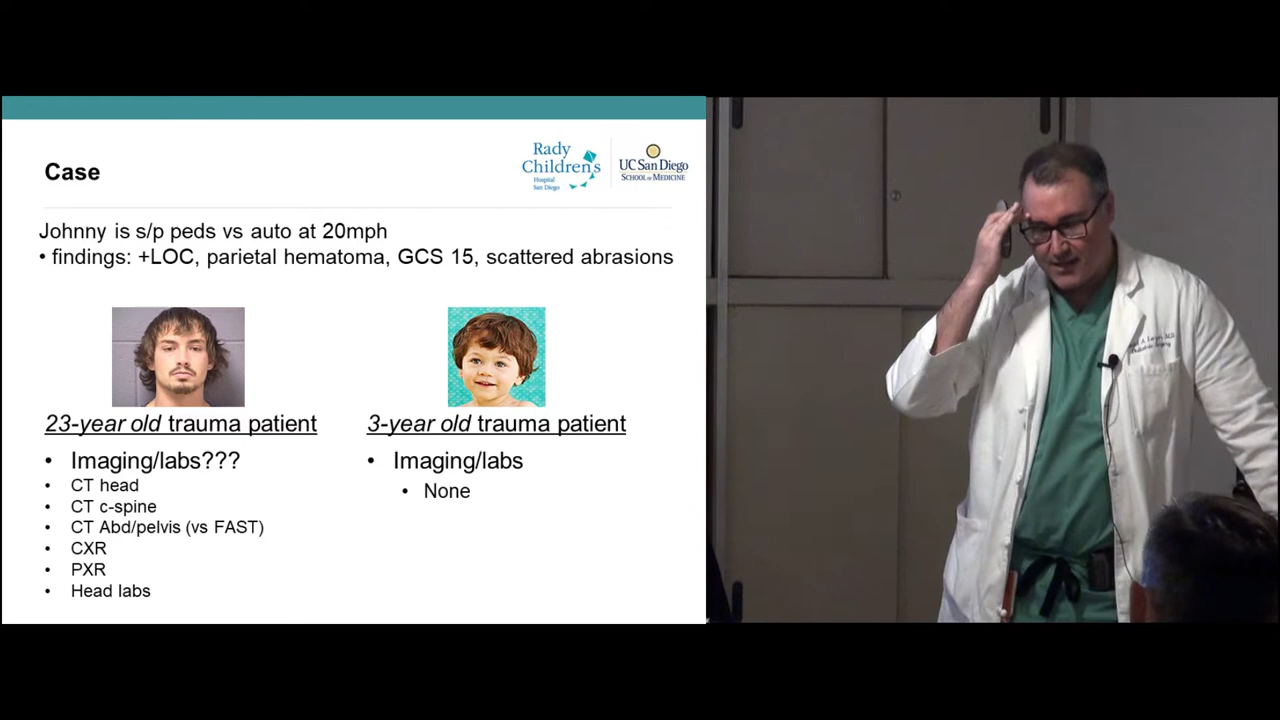 Case
Rady
Children's
Hospital
San Diego
UC San Diego
SCHOOL OF MEDICINE
Johnny is s/p peds vs auto at 20mph
• findings: +LOC, parietal hematoma, GCS 15, scattered abrasions
23-year old trauma patient
• Imaging/labs???
• CT head
• CT c-spine
• CT Abd/pelvis (vs FAST)
• CXR
• PXR
• Head labs
3-year old trauma patient
• Imaging/labs
• None
M.D.
Pediatric Surgery